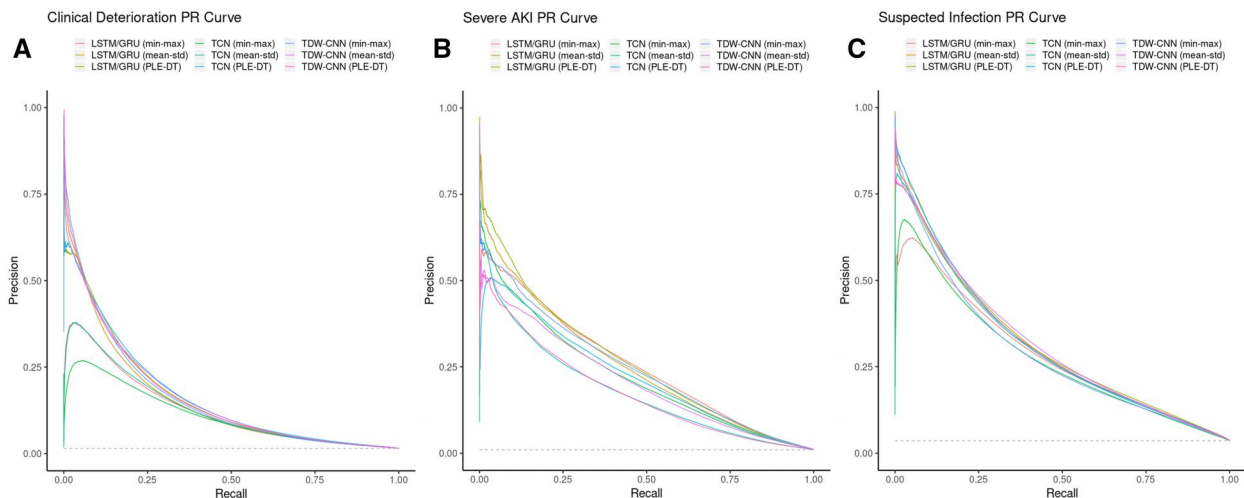 Clinical Deterioration PR Curve
A
LSTM/GRU (min-max) TCN (min-max) TDW-CNN (min-max)
LSTM/GRU (mean-std) TCN (mean-std) TDW-CNN (mean-std)
LSTM/GRU (PLE-DT) TCN (PLE-DT) TDW-CNN (PLE-DT)
1.00
0.75
0.50
0.25
0.00
Precision
0.00 0.25 0.50 0.75 1.00
Recall
Severe AKI PR Curve
B
LSTM/GRU (min-max) TCN (min-max) TDW-CNN (min-max)
LSTM/GRU (mean-std) TCN (mean-std) TDW-CNN (mean-std)
LSTM/GRU (PLE-DT) TCN (PLE-DT) TDW-CNN (PLE-DT)
1.00
0.75
0.50
0.25
0.00
Precision
0.00 0.25 0.50 0.75 1.00
Recall
Suspected Infection PR Curve
C
LSTM/GRU (min-max) TCN (min-max) TDW-CNN (min-max)
LSTM/GRU (mean-std) TCN (mean-std) TDW-CNN (mean-std)
LSTM/GRU (PLE-DT) TCN (PLE-DT) TDW-CNN (PLE-DT)
1.00
0.75
0.50
0.25
0.00
Precision
0.00 0.25 0.50 0.75 1.00
Recall